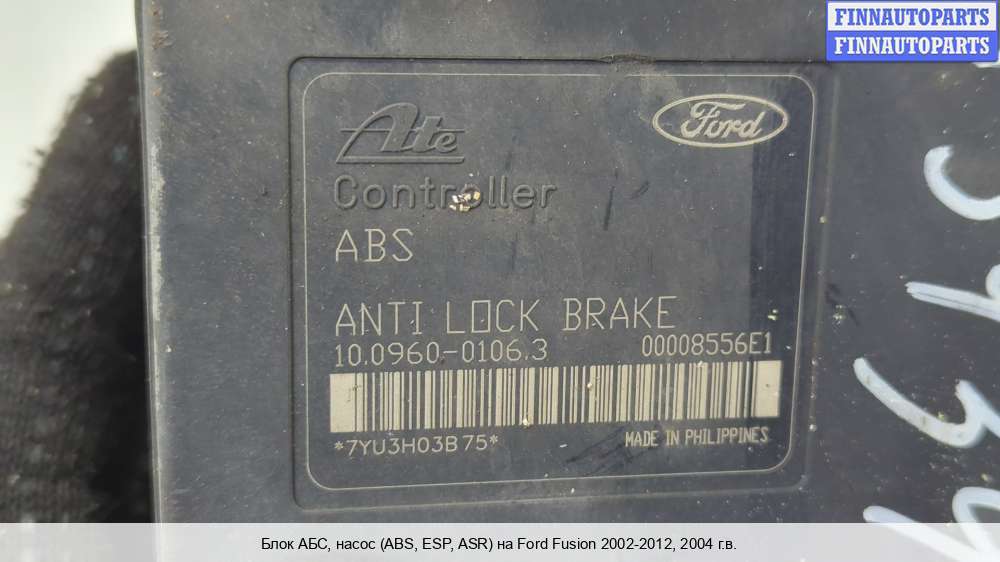 FINNAUTOPARTS
FINNAUTOPARTS
Ate
Ford
Controller
ABS
ANTI LOCK BRAKE
10.0960-0106.3 00008556E1
*7YU3H03B75* MADE IN PHILIPPINES
Блок АБС, насос (ABS, ESP, ASR) на Ford Fusion 2002-2012, 2004 г.в.